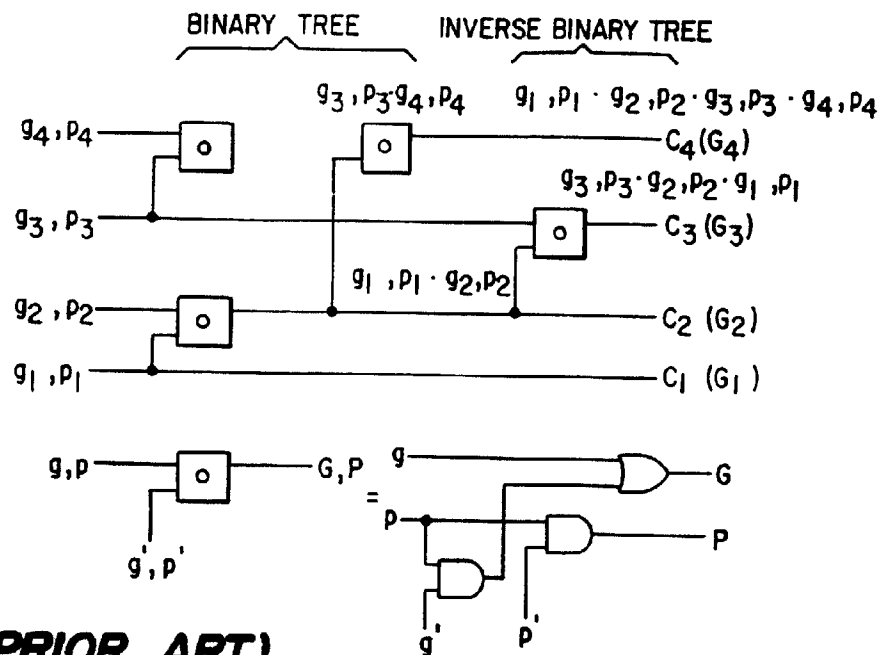 BINARY TREE INVERSE BINARY TREE
g3,p3·g4,p4 g1,p1·g2,p2·g3,p3·g4,p4
g4,p4 C4(G4)
g3,p3·g2,p2·g1,p1
g3,p3 C3(G3)
g1,p1·g2,p2
g2,p2 C2(G2)
g1,p1 C1(G1)
g,p G,P = g G
p P
g',p'
g' p'
(PRIOR ART)